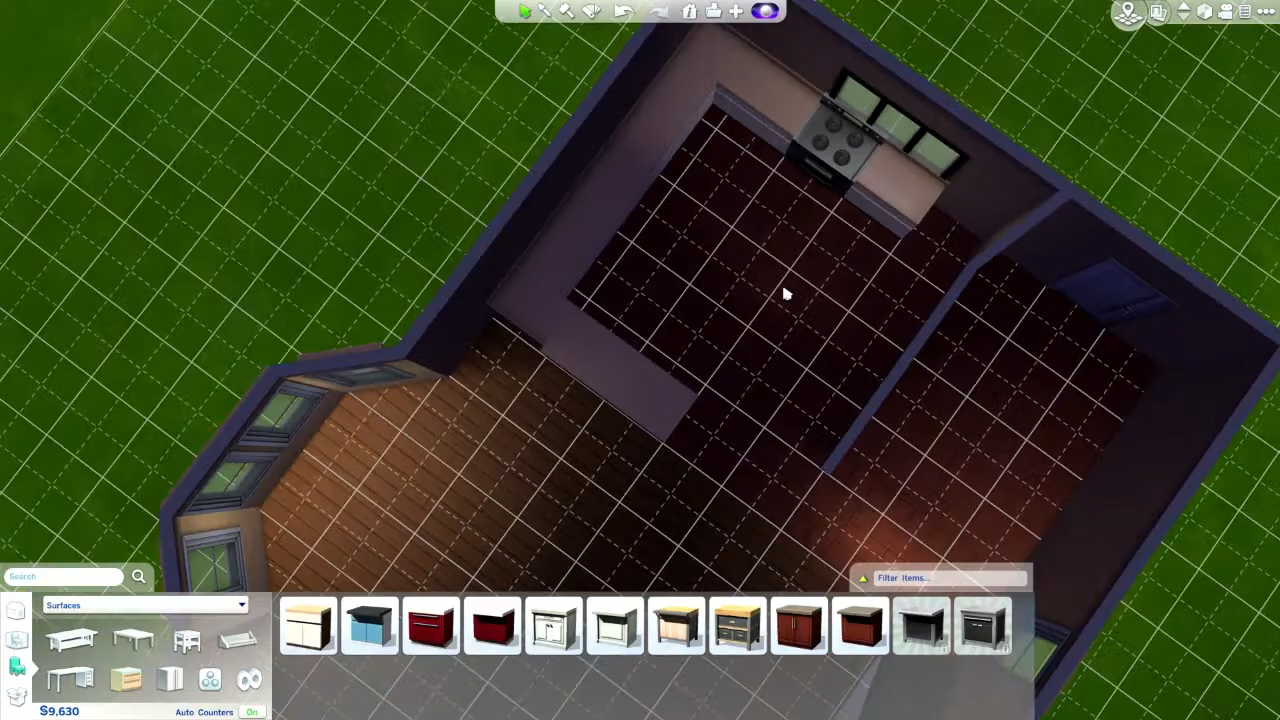 Search
Filter Items...
Surfaces
§9,630
Auto Counters
On